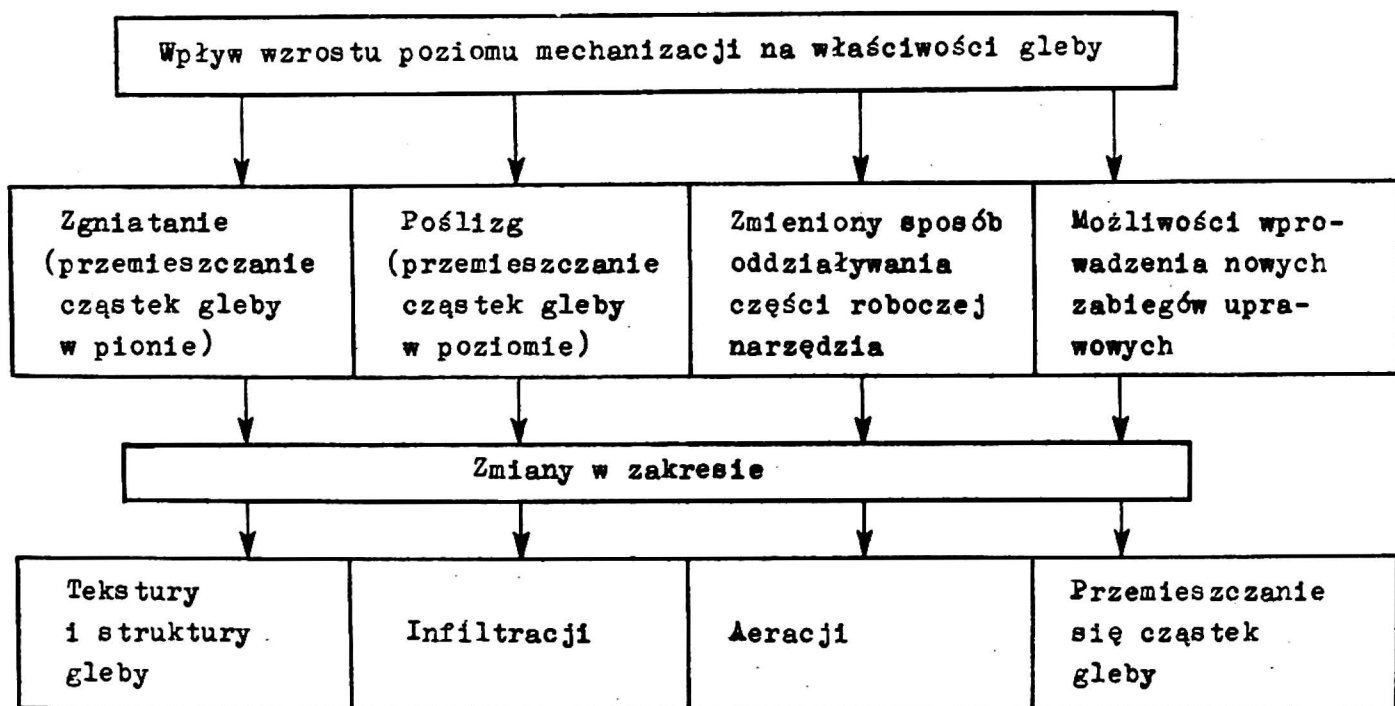 Wpływ wzrostu poziomu mechanizacji na właściwości gleby
Zgniatanie
(przemieszczanie
cząstek gleby
w pionie)
Poślizg
(przemieszczanie
cząstek gleby
w poziomie)
Zmieniony sposób
oddziaływania
części roboczej
narzędzia
Możliwości wpro-
wadzenia nowych
zabiegów upra-
wowych
Zmiany w zakresie
Tekstury
i struktury
gleby
Infiltracji
Aeracji
Przemieszczanie
się cząstek
gleby